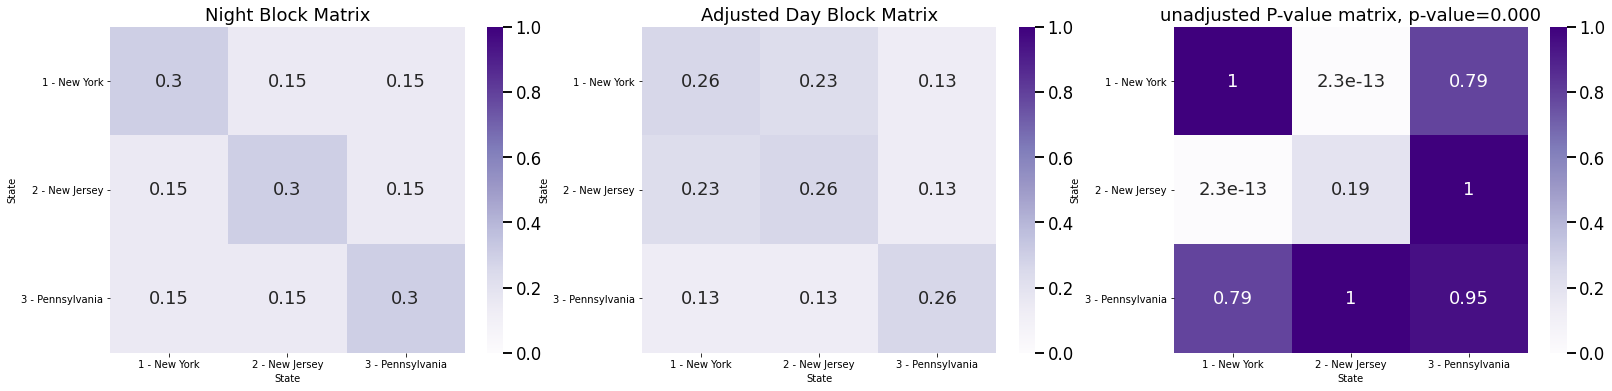 Night Block Matrix
1 - New York
2 - New Jersey
3 - Pennsylvania
State
0.3 0.15 0.15
0.15 0.3 0.15
0.15 0.15 0.3
1 - New York 2 - New Jersey 3 - Pennsylvania
State
1.0
0.8
0.6
0.4
0.2
0.0
Adjusted Day Block Matrix
1 - New York
2 - New Jersey
3 - Pennsylvania
State
0.26 0.23 0.13
0.23 0.26 0.13
0.13 0.13 0.26
1 - New York 2 - New Jersey 3 - Pennsylvania
State
1.0
0.8
0.6
0.4
0.2
0.0
unadjusted P-value matrix, p-value=0.000
1 - New York
2 - New Jersey
3 - Pennsylvania
State
1 2.3e-13 0.79
2.3e-13 0.19 1
0.79 1 0.95
1 - New York 2 - New Jersey 3 - Pennsylvania
State
1.0
0.8
0.6
0.4
0.2
0.0